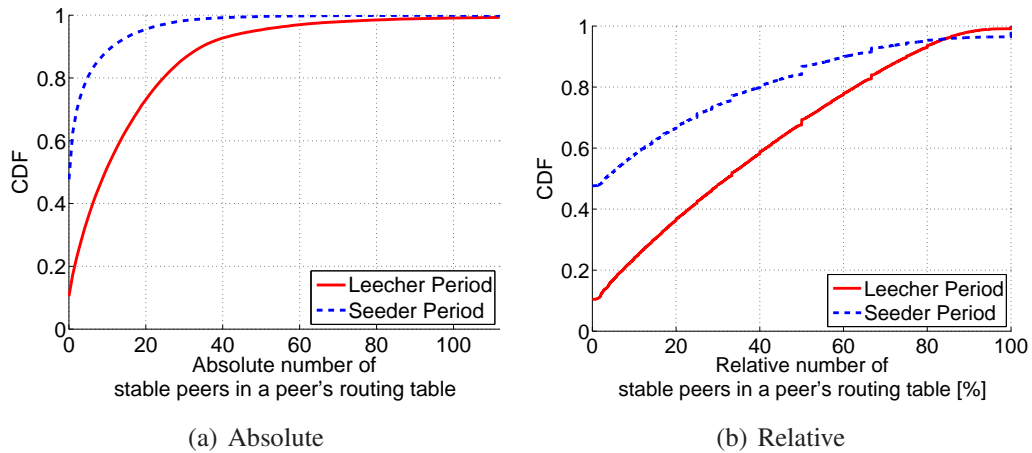 1
0.8
0.6
0.4
0.2
0
CDF
0 20 40 60 80 100
Absolute number of
stable peers in a peer's routing table
Leecher Period
Seeder Period
(a) Absolute
1
0.8
0.6
0.4
0.2
0
CDF
0 20 40 60 80 100
Relative number of
stable peers in a peer's routing table [%]
Leecher Period
Seeder Period
(b) Relative